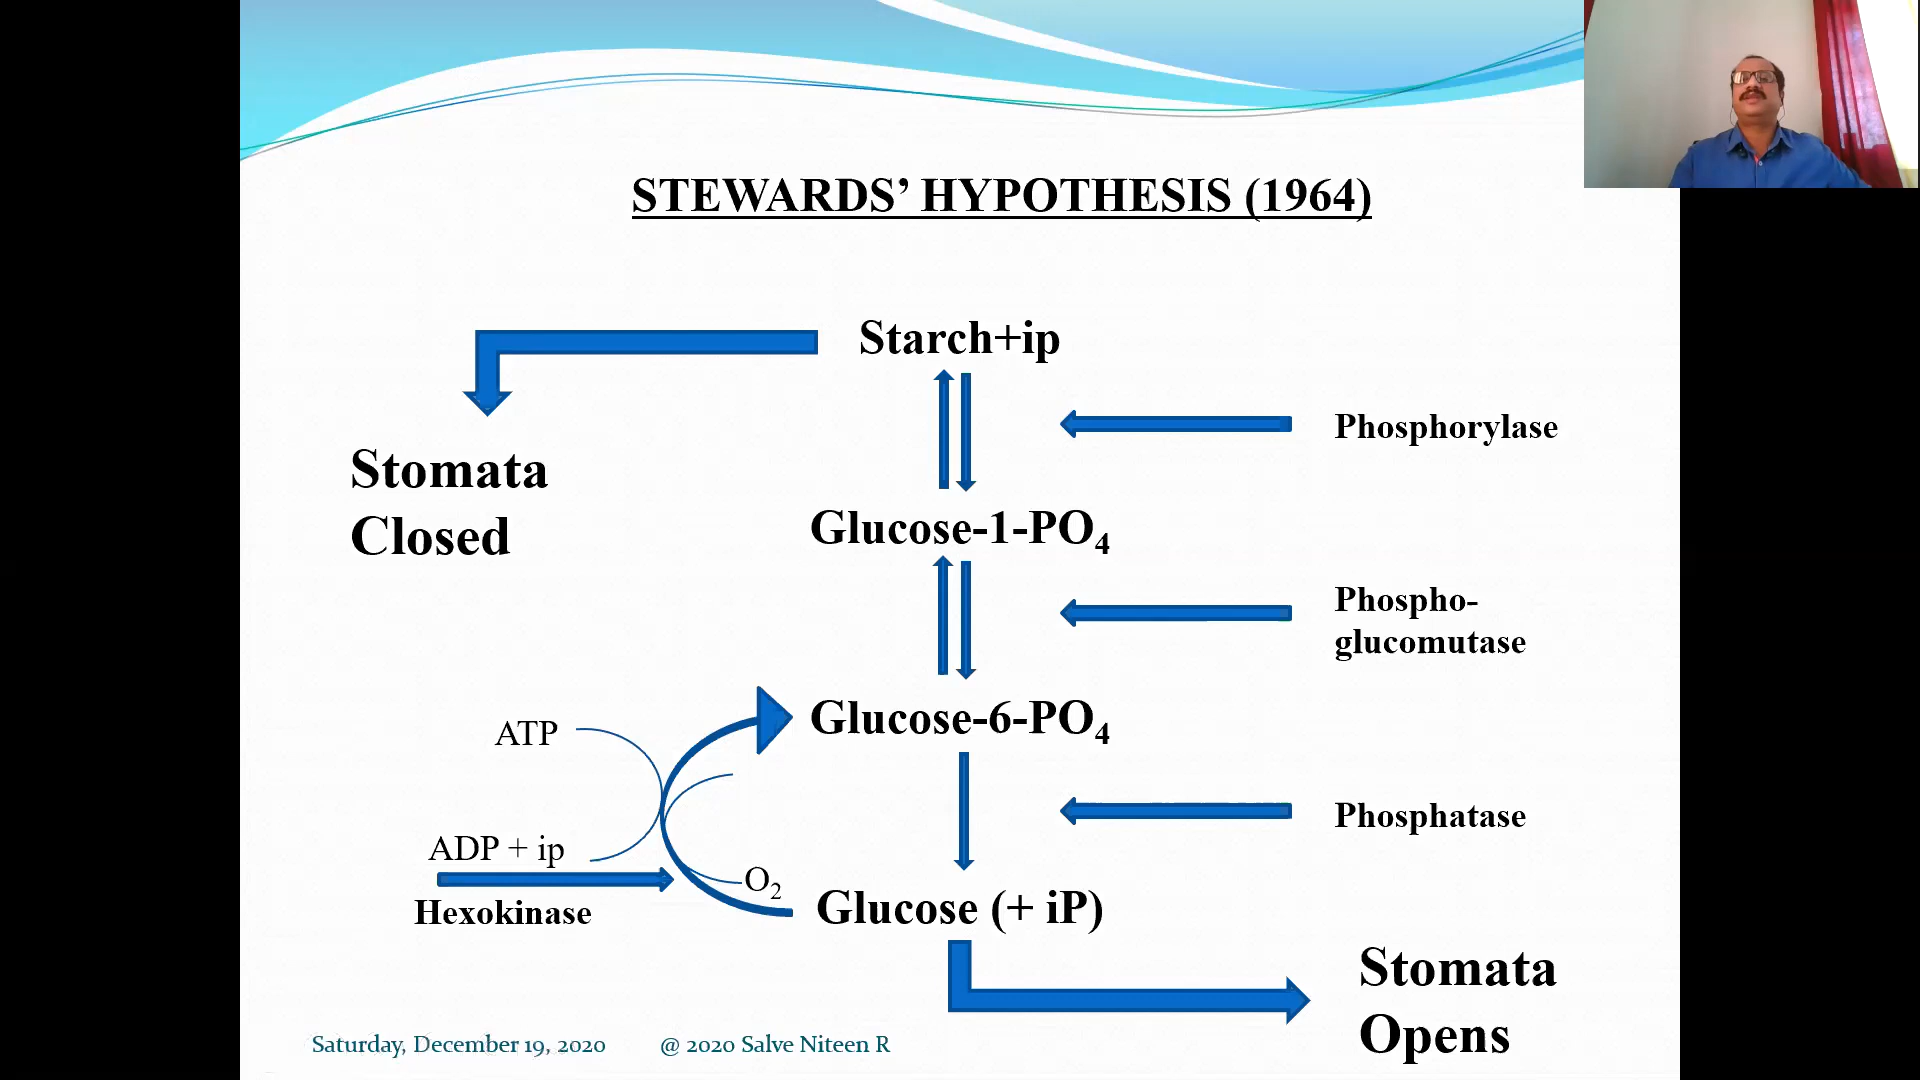 STEWARDS’ HYPOTHESIS (1964)
Starch+ip
Phosphorylase
Stomata
Closed
Glucose-1-PO₄
Phospho-
glucomutase
Glucose-6-PO₄
ATP
Phosphatase
ADP + ip
O₂
Hexokinase
Glucose (+ iP)
Stomata
Opens
Saturday, December 19, 2020
@ 2020 Salve Niteen R